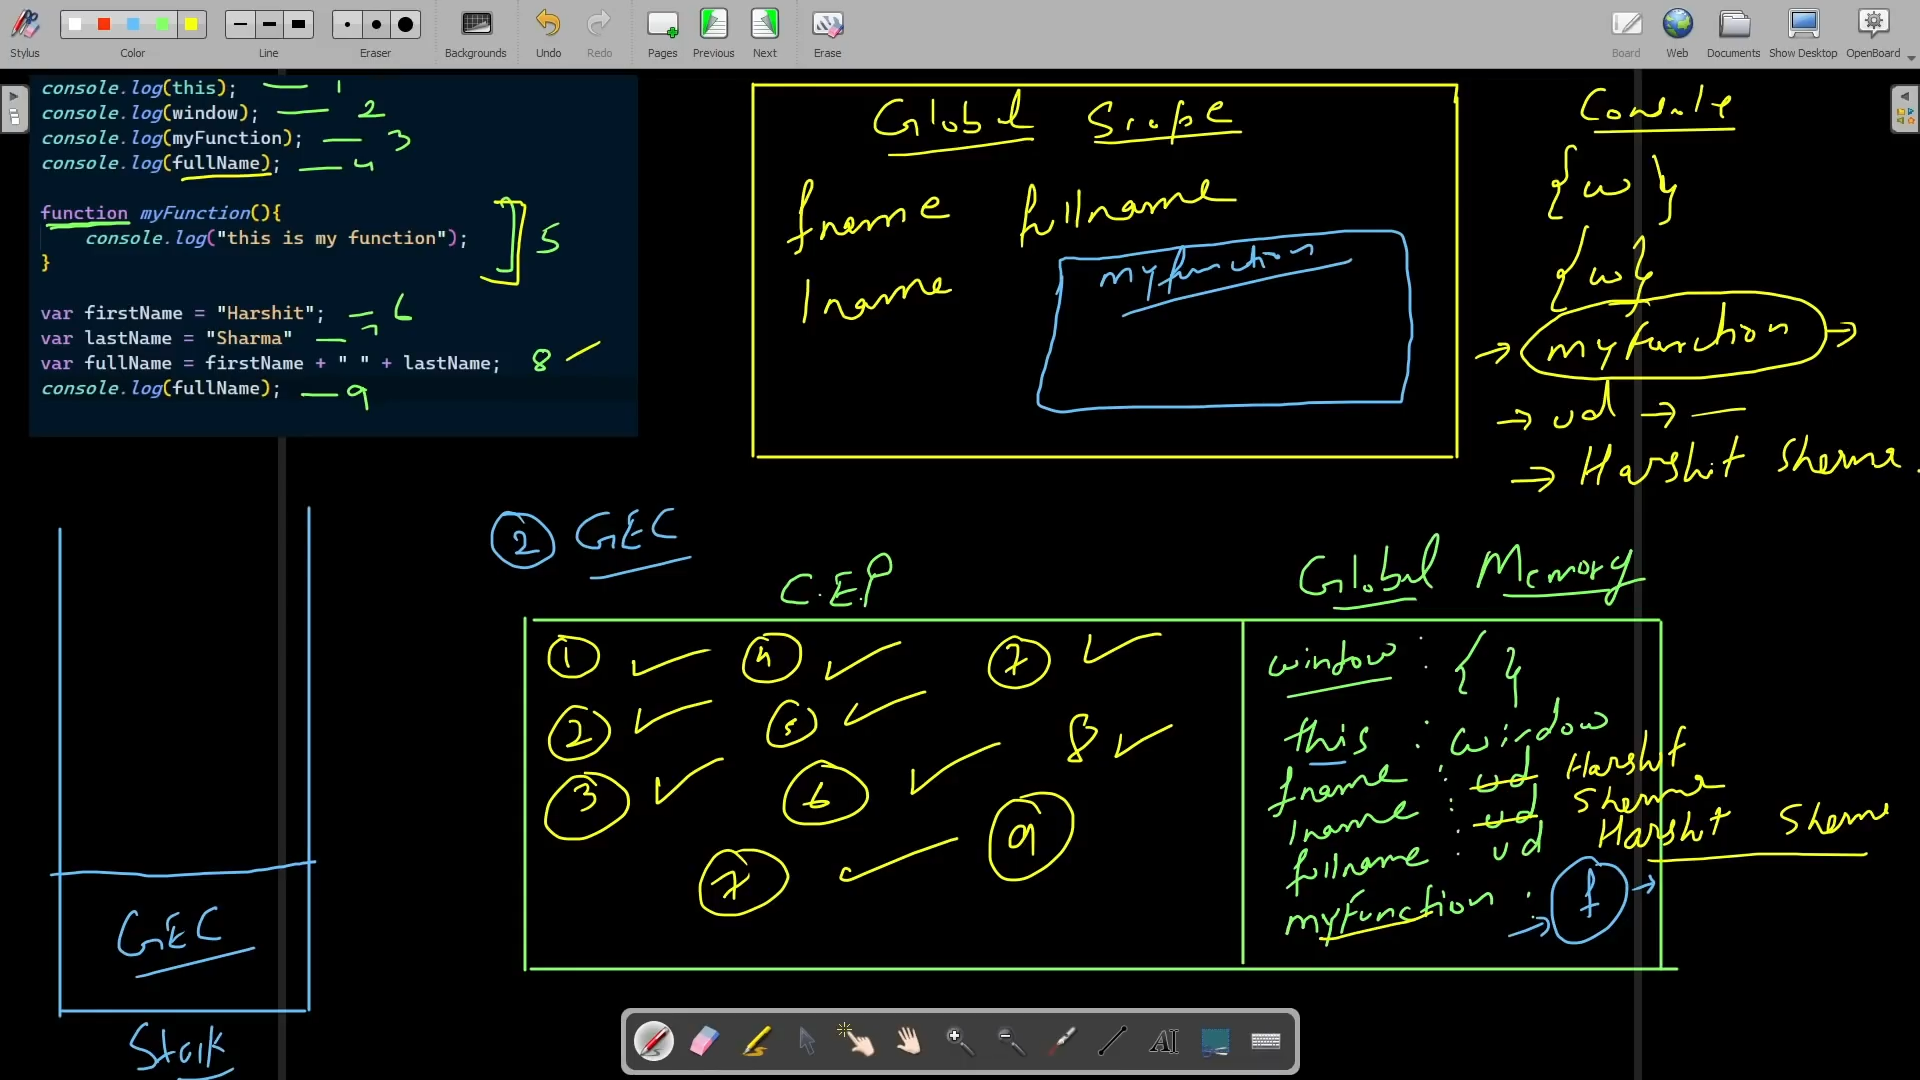 Stylus
Color
Line
Eraser
Backgrounds
Undo
Redo
Pages
Previous
Next
Erase
Board
Web
Documents
Show Desktop
OpenBoard
console.log(this); 1
console.log(window); 2
console.log(myFunction); 3
console.log(fullName); 4
function myFunction(){
console.log("this is my function"); 5
}
var firstName = "Harshit"; 6
var lastName = "Sharma" 7
var fullName = firstName + " " + lastName; 8
console.log(fullName); 9
Global Scope
fname fullname
lname
myfunction
Console
{w}
{w}
→ myfunction →
→ ud →
→ Harshit Sharma
2 GEC
C.E.P
1 ✓ 4 ✓ 7 ✓
2 ✓ 5 ✓ 8 ✓
3 ✓ 6 ✓ 9
7 ✓
Global Memory
window : { }
this : window
fname : ud Harshit
lname : ud Sharma
fullname : ud Harshit Sharma
myFunction : → f →
GEC
Stack
AI